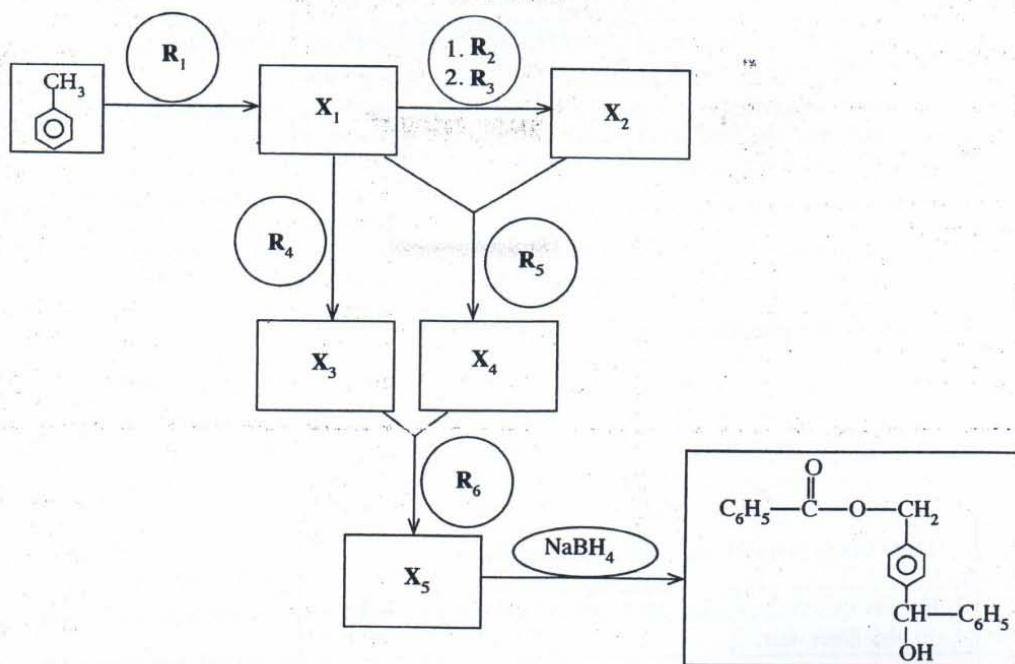 CH₃
R₁
X₁
1. R₂
2. R₃
X₂
R₄
R₅
X₃
X₄
R₆
X₅
NaBH₄
O
C₆H₅—C—O—CH₂
CH—C₆H₅
OH